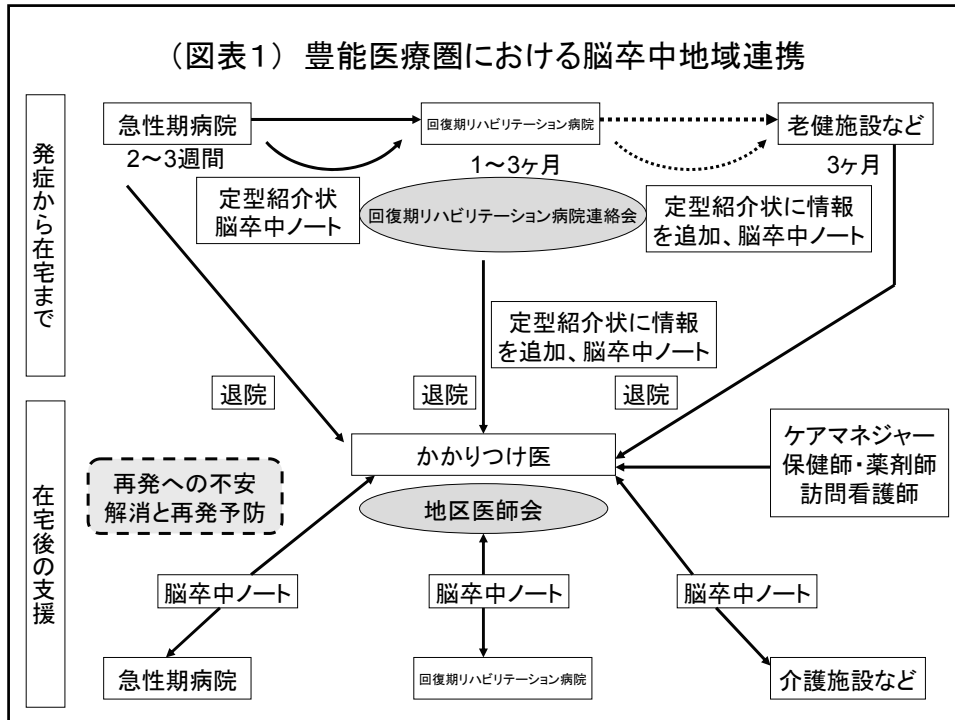 （図表１） 豊能医療圏における脳卒中地域連携
発症から在宅まで
急性期病院
回復期リハビリテーション病院
老健施設など
2～3週間
1～3ヶ月
3ヶ月
定型紹介状
脳卒中ノート
回復期リハビリテーション病院連絡会
定型紹介状に情報
を追加、脳卒中ノート
定型紹介状に情報
を追加、脳卒中ノート
退院
退院
退院
在宅後の支援
かかりつけ医
ケアマネジャー
保健師・薬剤師
訪問看護師
再発への不安
解消と再発予防
地区医師会
脳卒中ノート
脳卒中ノート
脳卒中ノート
急性期病院
回復期リハビリテーション病院
介護施設など